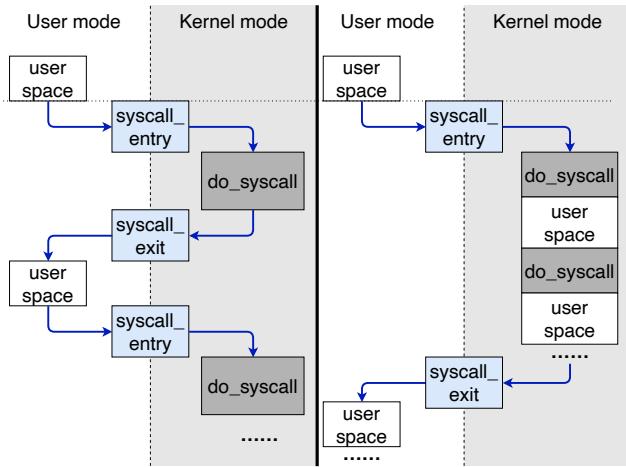 User mode
Kernel mode
user
space
syscall_
entry
do_syscall
syscall_
exit
user
space
syscall_
entry
do_syscall
......
User mode
Kernel mode
user
space
syscall_
entry
do_syscall
user
space
do_syscall
user
space
......
syscall_
exit
user
space
......